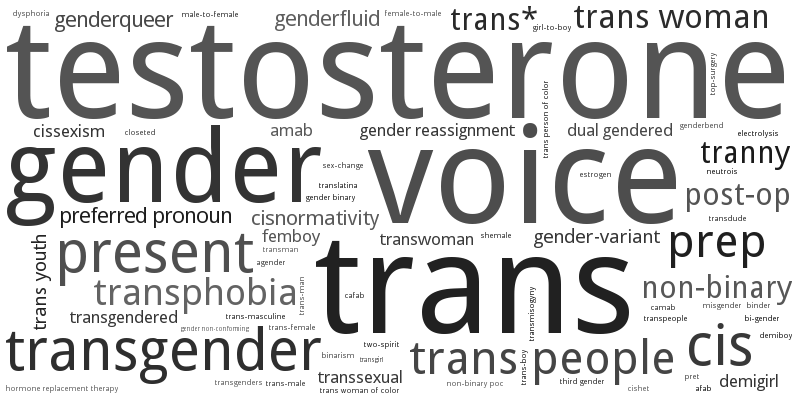 dysphoria
genderqueer
male-to-female
genderfluid
female-to-male
trans*
girl-to-boy
trans woman
testosterone
top-surgery
trans person of color
cissexism
closeted
amab
gender reassignment
dual gendered
genderbend
electrolysis
gender
voice
tranny
sex-change
neutrois
estrogen
translatina
gender binary
post-op
preferred pronoun
cisnormativity
transdude
trans youth
present
femboy
transman
agender
transwoman
shemale
gender-variant
prep
trans
transphobia
trans-man
cafab
transmisogyny
non-binary
camab
misgender
binder
transpeople
bi-gender
transgendered
trans-masculine
gender non-conforming
trans-female
transgender
two-spirit
binarism
transgirl
trans people
trans-boy
cis
demiboy
hormone replacement therapy
transgenders
trans-male
transsexual
trans woman of color
non-binary poc
third gender
cishet
pret
afab
demigirl